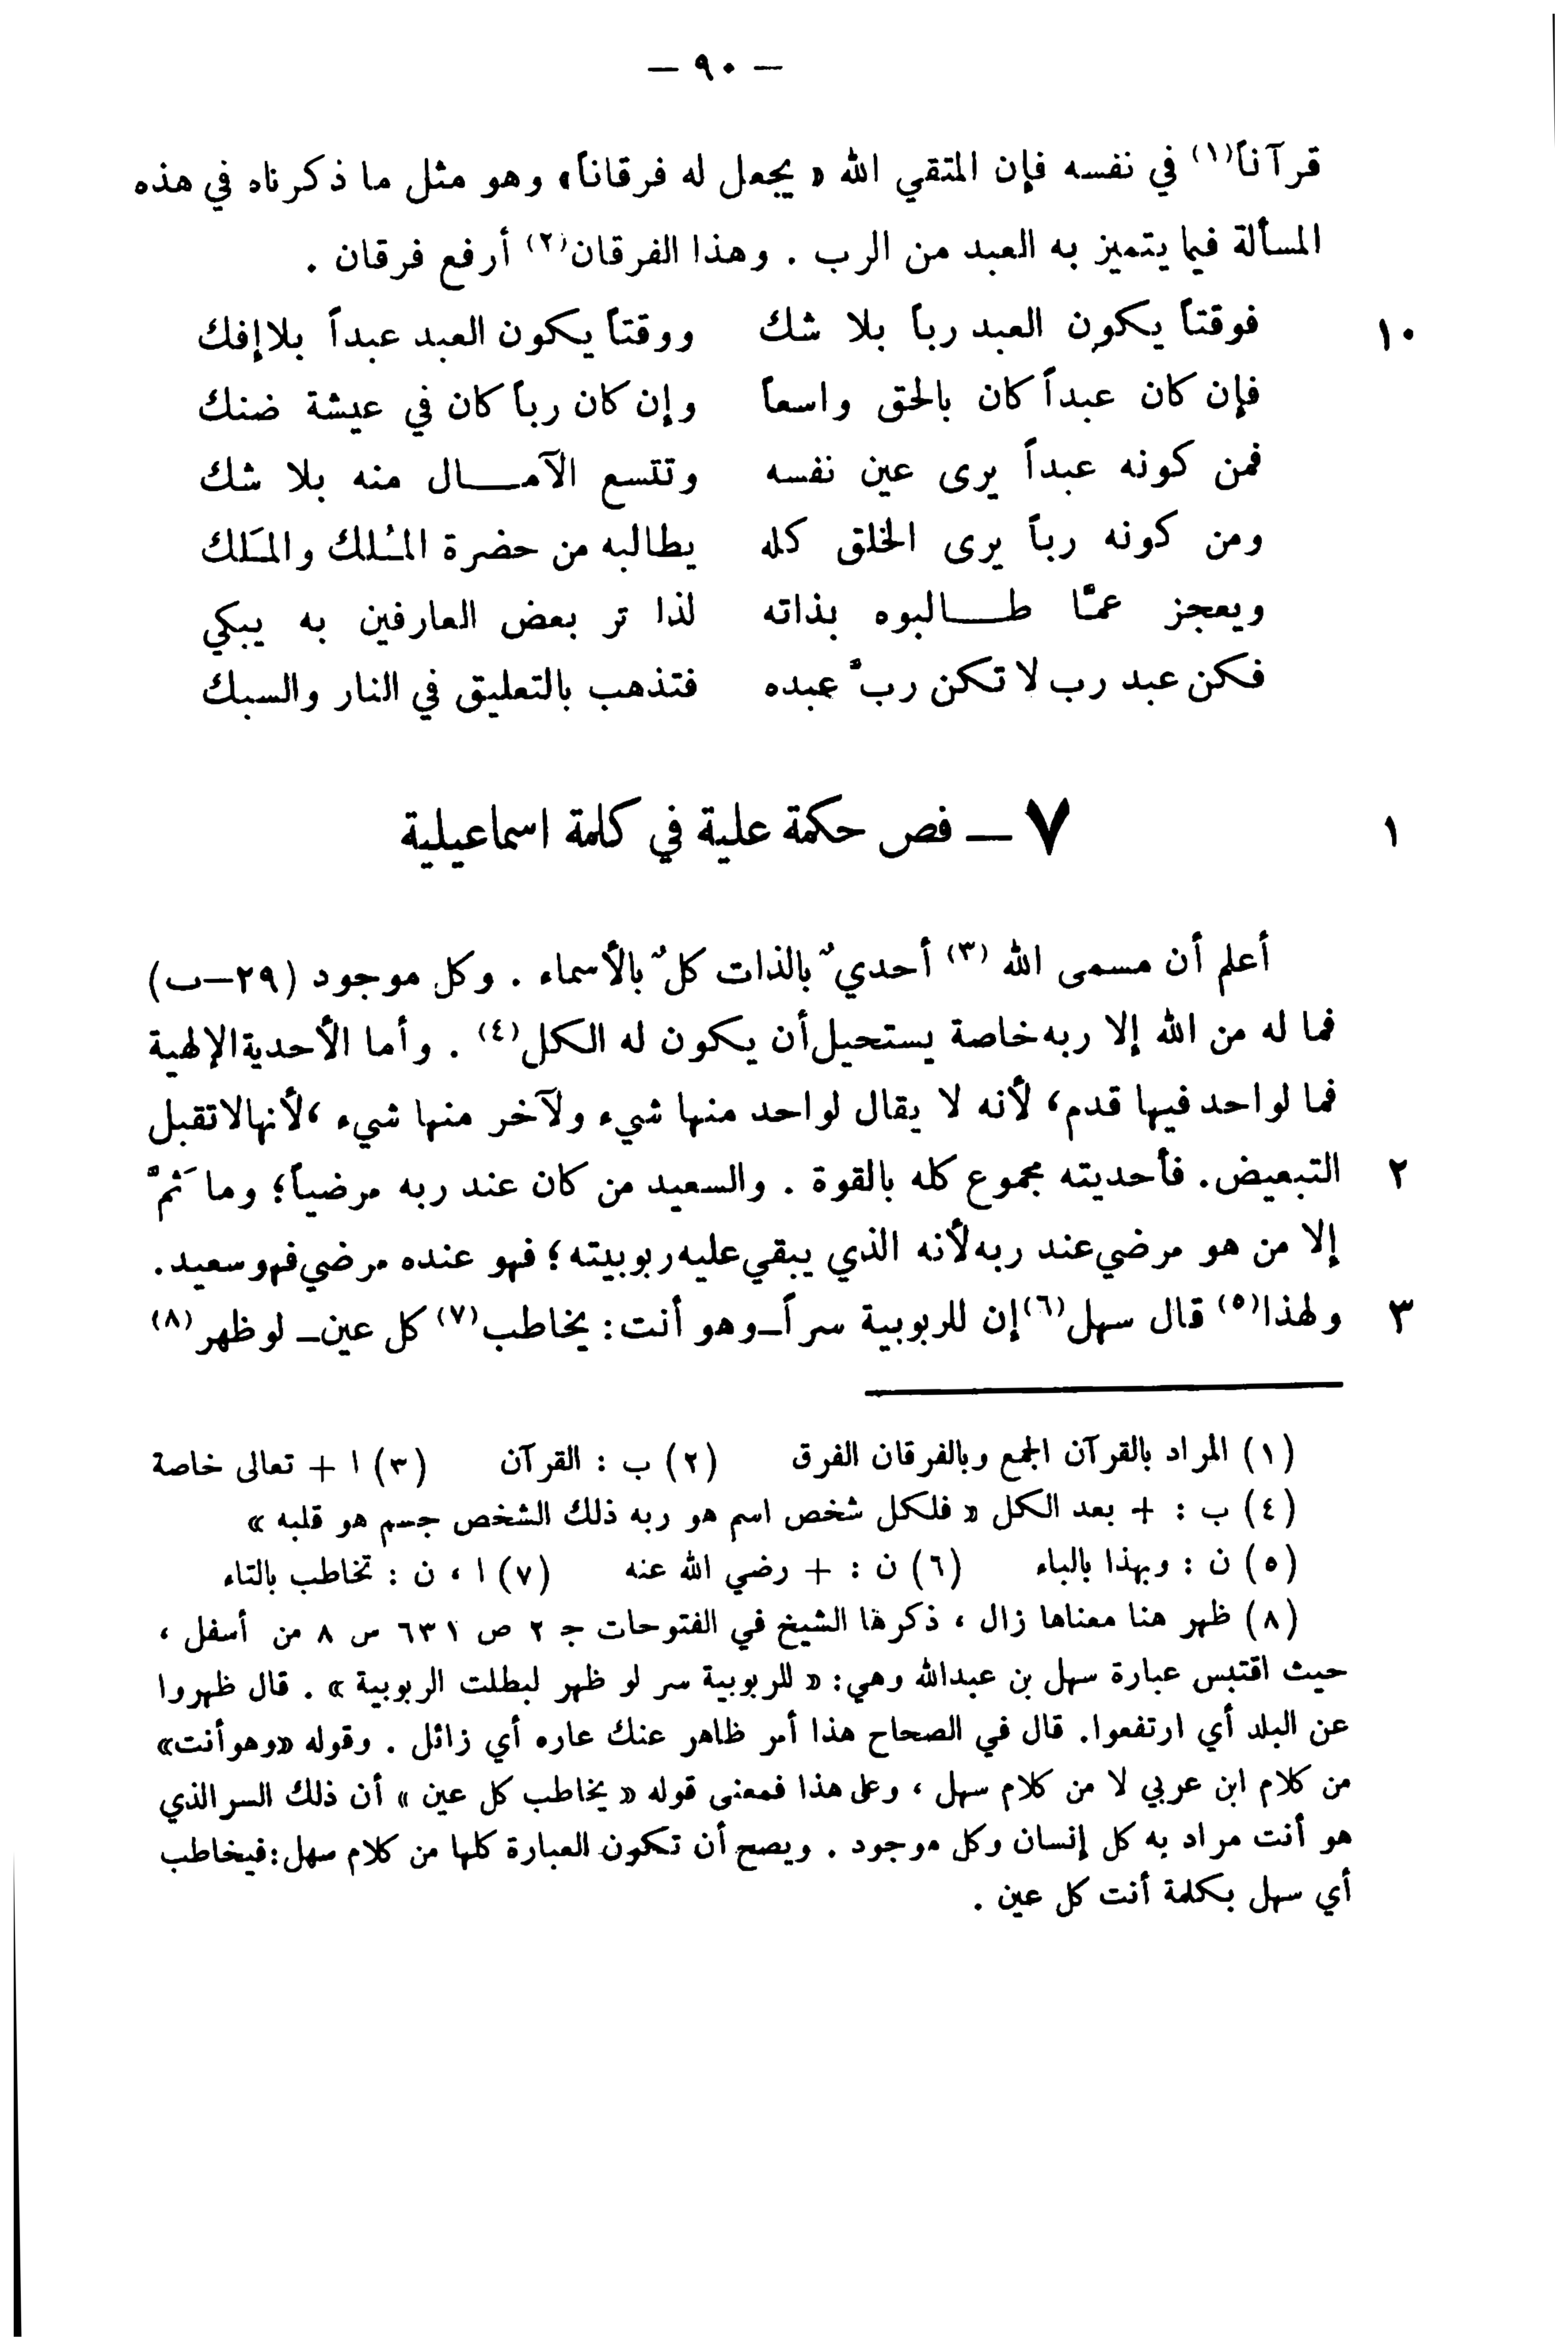 — ٩٠ —
قرآناً(١) في نفسه فإن المتقي الله « يجعل له فرقاناً» وهو مثل ما ذكرناه في هذه
المسألة فيما يتميز به العبد من الرب . وهذا الفرقان(٢) أرفع فرقان .
١٠ فوقتاً يكون العبد رباً بلا شك ووقتاً يكون العبد عبداً بلا إفك
فإن كان عبداً كان بالحق واسعاً وإن كان رباً كان في عيشة ضنك
فمن كونه عبداً يرى عين نفسه وتتسع الآمـــال منه بلا شك
ومن كونه رباً يرى الخلق كله يطالبه من حضرة المُلك والمَلك
ويعجز عمَّا طـــالبوه بذاته لذا تر بعض العارفين به يبكي
فكن عبد رب لا تكن ربَّ عبده فتذهب بالتعليق في النار والسبك
١ ٧ — فص حكمة علية في كلمة اسماعيلية
أعلم أن مسمى الله (٣) أحديٌ بالذات كلٌ بالأسماء . وكل موجود (٢٩–ب)
فما له من الله إلا ربه خاصة يستحيل أن يكون له الكل(٤) . وأما الأحدية الإلهية
فما لواحد فيها قدم، لأنه لا يقال لواحد منها شيء ولآخر منها شيء ، لأنها لا تقبل
٢ التبعيض. فأحديته مجموع كله بالقوة . والسعيد من كان عند ربه مرضياً؛ وما ثَمَّ
إلا من هو مرضي عند ربه لأنه الذي يبقي عليه ربوبيته؛ فهو عنده مرضي فهو سعيد.
٣ ولهذا(٥) قال سهل(٦) إن للربوبية سراً–وهو أنت: يخاطب(٧) كل عين– لو ظهر(٨)
(١) المراد بالقرآن الجمع وبالفرقان الفرق (٢) ب : القرآن (٣) ا + تعالى خاصة
(٤) ب : + بعد الكل « فلكل شخص اسم هو ربه ذلك الشخص جسم هو قلبه »
(٥) ن : وبهذا بالباء (٦) ن : + رضي الله عنه (٧) ا ، ن : تخاطب بالتاء
(٨) ظهر هنا معناها زال ، ذكرها الشيخ في الفتوحات جـ ٢ ص ٦٣١ س ٨ من أسفل ،
حيث اقتبس عبارة سهل بن عبدالله وهي: « للربوبية سر لو ظهر لبطلت الربوبية » . قال ظهروا
عن البلد أي ارتفعوا. قال في الصحاح هذا أمر ظاهر عنك عاره أي زائل . وقوله «وهو أنت»
من كلام ابن عربي لا من كلام سهل ، وعلى هذا فمعنى قوله « يخاطب كل عين » أن ذلك السر الذي
هو أنت مراد به كل إنسان وكل موجود . ويصح أن تكون العبارة كلها من كلام سهل: فيخاطب
أي سهل بكلمة أنت كل عين .